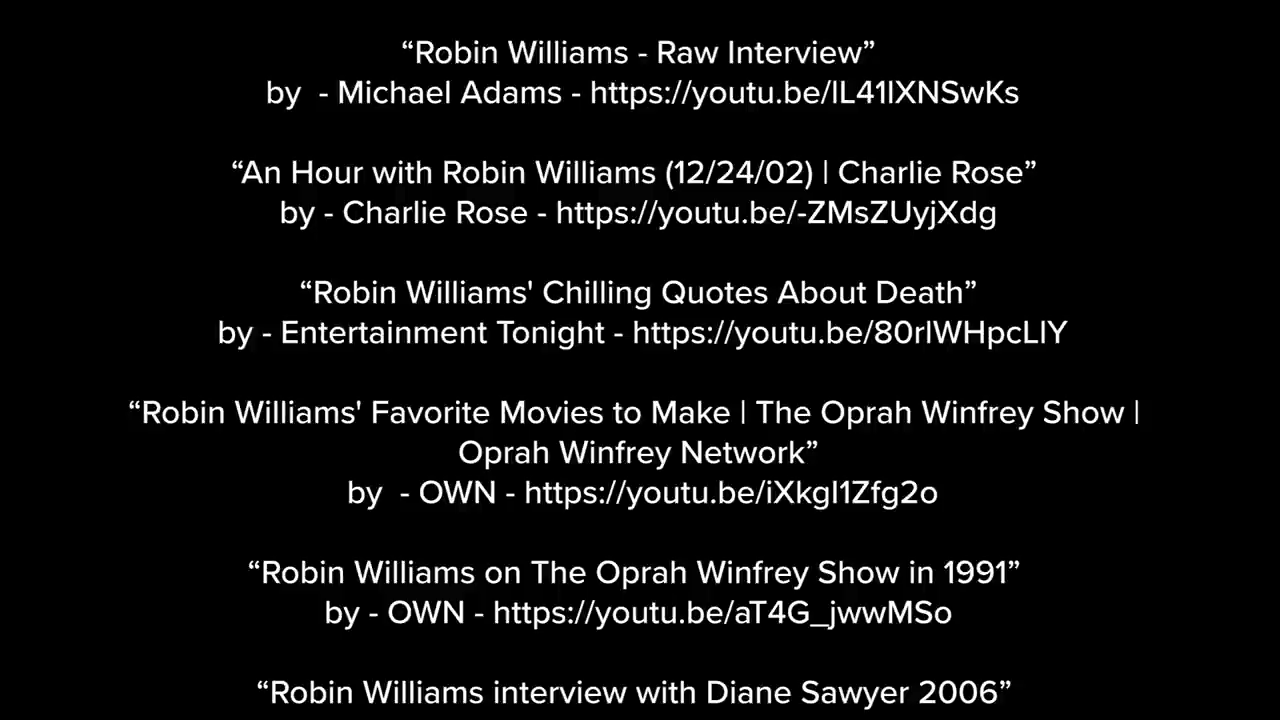 “Robin Williams - Raw Interview”
by  - Michael Adams - https://youtu.be/lL41lXNSwKs
“An Hour with Robin Williams (12/24/02) | Charlie Rose”
by - Charlie Rose - https://youtu.be/-ZMsZUyjXdg
“Robin Williams' Chilling Quotes About Death”
by - Entertainment Tonight - https://youtu.be/80rlWHpcLlY
“Robin Williams' Favorite Movies to Make | The Oprah Winfrey Show |
Oprah Winfrey Network”
by  - OWN - https://youtu.be/iXkgI1Zfg2o
“Robin Williams on The Oprah Winfrey Show in 1991”
by - OWN - https://youtu.be/aT4G_jwwMSo
“Robin Williams interview with Diane Sawyer 2006”